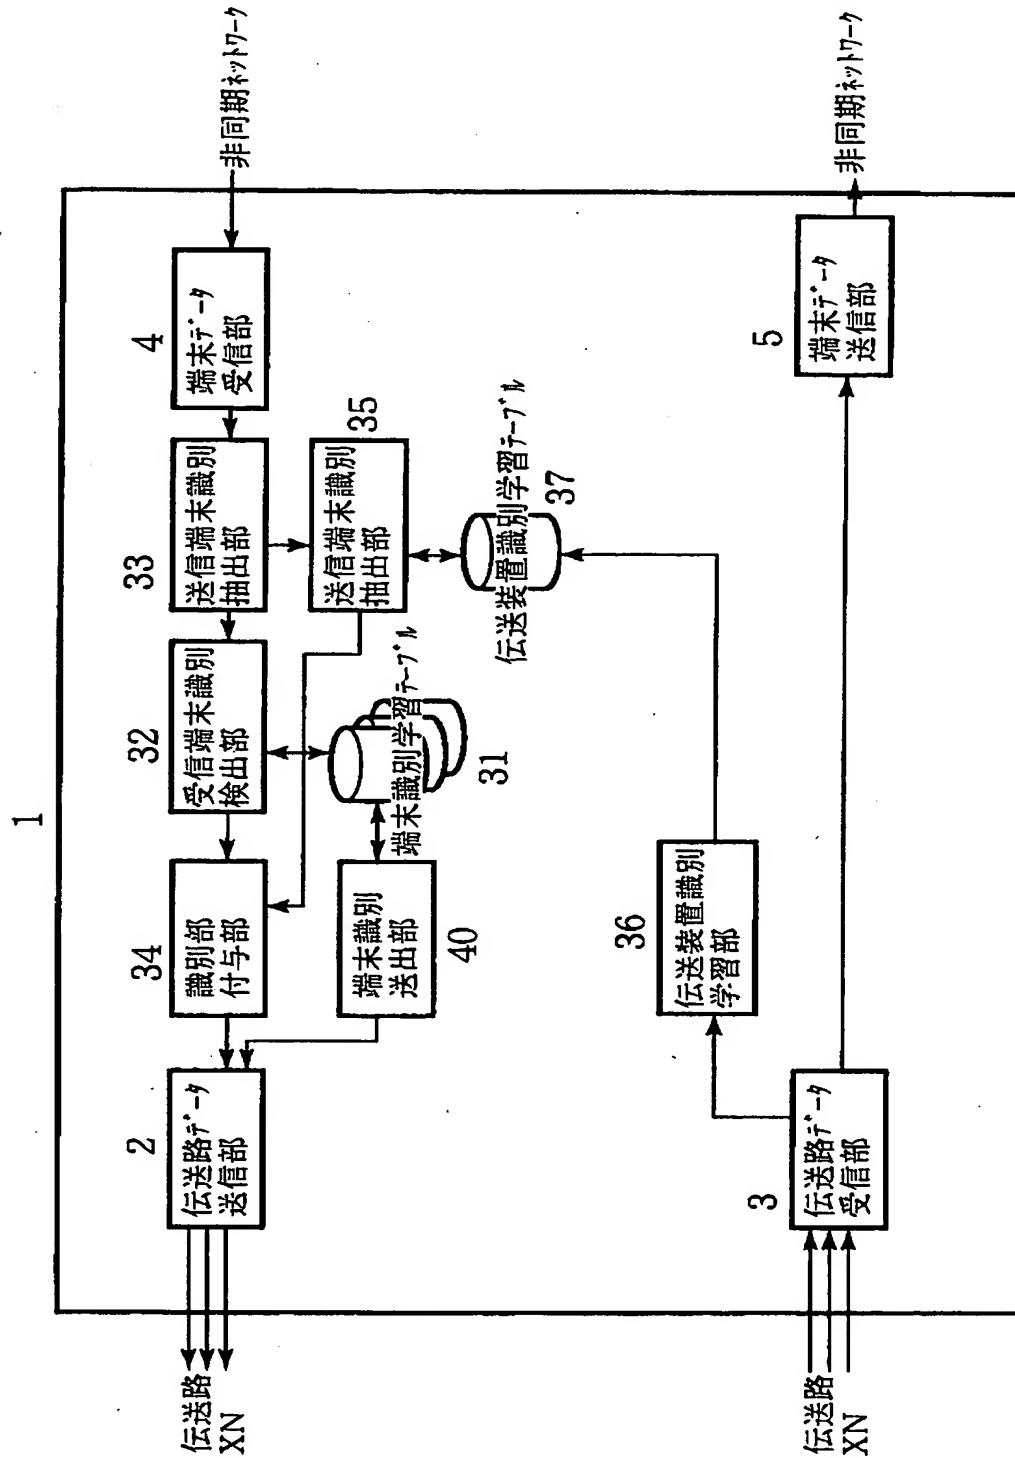 1
伝送路
XN
2
伝送路データ
送信部
34
識別部
付与部
32
受信端末識別
検出部
33
送信端末識別
抽出部
4
端末データ
受信部
非同期ネットワーク
端末識別
送出部
40
端末識別学習テーブル
31
送信端末識別
抽出部
35
伝送装置識別学習テーブル
37
36
伝送装置識別
学習部
伝送路
XN
3
伝送路データ
受信部
5
端末データ
送信部
非同期ネットワーク